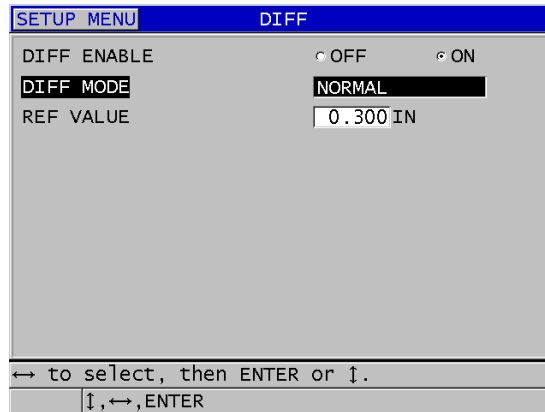 SETUP MENU DIFF
DIFF ENABLE OFF ON
DIFF MODE NORMAL
REF VALUE 0.300 IN
↔ to select, then ENTER or ↕.
↕,↔,ENTER